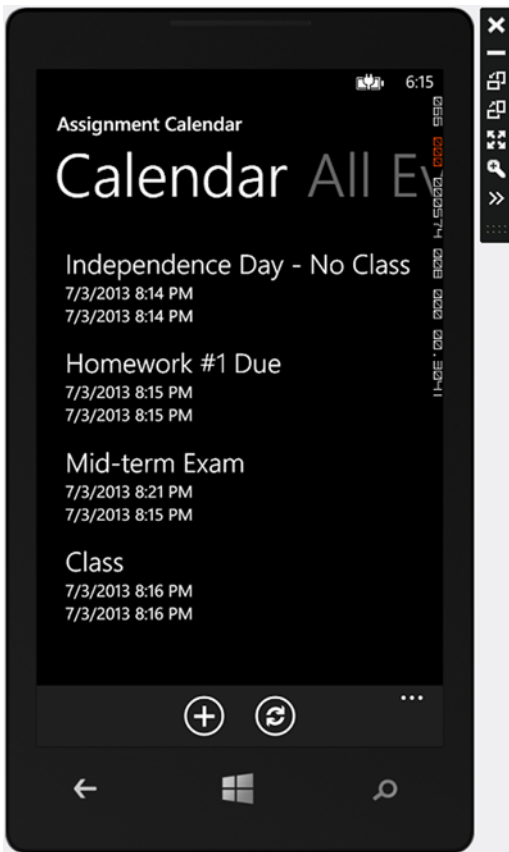 6:15
Assignment Calendar
Calendar All Ev
Independence Day - No Class
7/3/2013 8:14 PM
7/3/2013 8:14 PM
Homework #1 Due
7/3/2013 8:15 PM
7/3/2013 8:15 PM
Mid-term Exam
7/3/2013 8:21 PM
7/3/2013 8:15 PM
Class
7/3/2013 8:16 PM
7/3/2013 8:16 PM